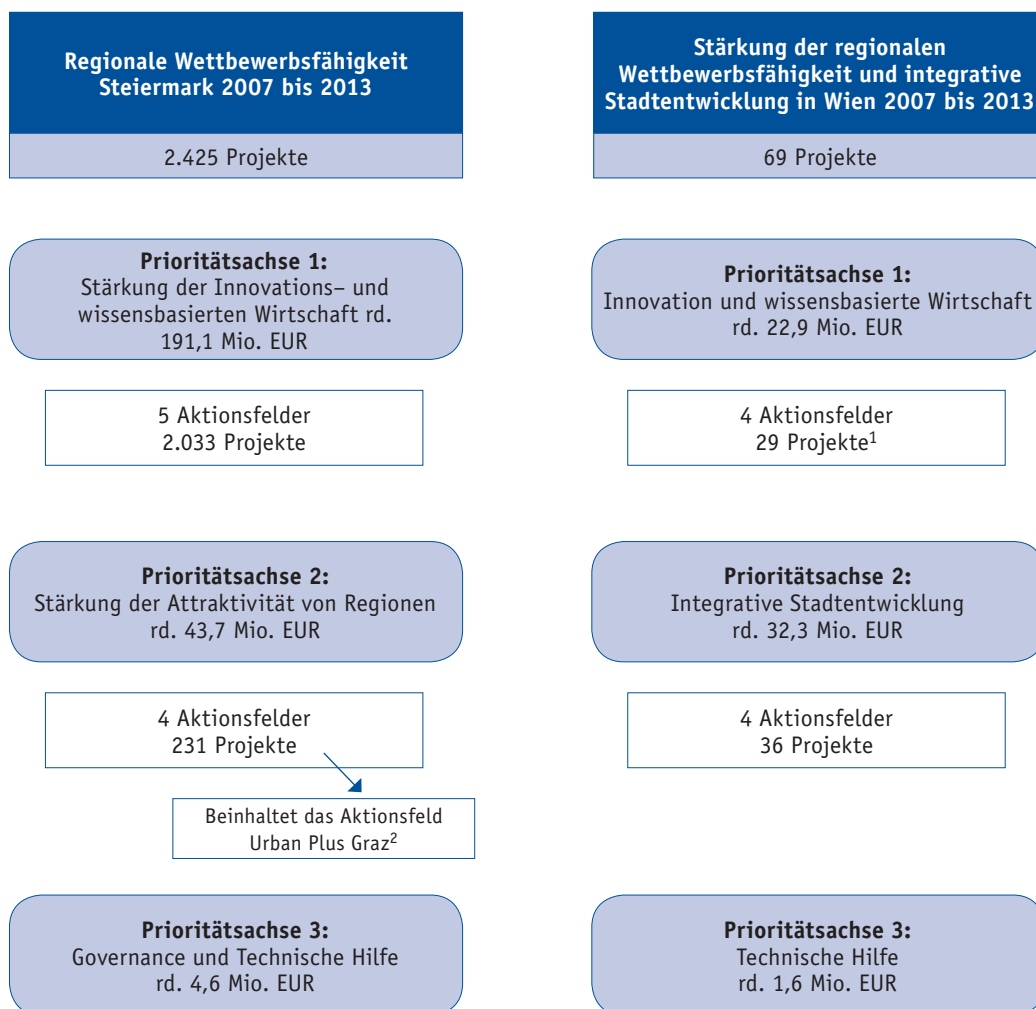 Regionale Wettbewerbsfähigkeit
Steiermark 2007 bis 2013
2.425 Projekte
Prioritätsachse 1:
Stärkung der Innovations– und
wissensbasierten Wirtschaft rd.
191,1 Mio. EUR
5 Aktionsfelder
2.033 Projekte
Prioritätsachse 2:
Stärkung der Attraktivität von Regionen
rd. 43,7 Mio. EUR
4 Aktionsfelder
231 Projekte
Beinhaltet das Aktionsfeld
Urban Plus Graz²
Prioritätsachse 3:
Governance und Technische Hilfe
rd. 4,6 Mio. EUR
Stärkung der regionalen
Wettbewerbsfähigkeit und integrative
Stadtentwicklung in Wien 2007 bis 2013
69 Projekte
Prioritätsachse 1:
Innovation und wissensbasierte Wirtschaft
rd. 22,9 Mio. EUR
4 Aktionsfelder
29 Projekte¹
Prioritätsachse 2:
Integrative Stadtentwicklung
rd. 32,3 Mio. EUR
4 Aktionsfelder
36 Projekte
Prioritätsachse 3:
Technische Hilfe
rd. 1,6 Mio. EUR